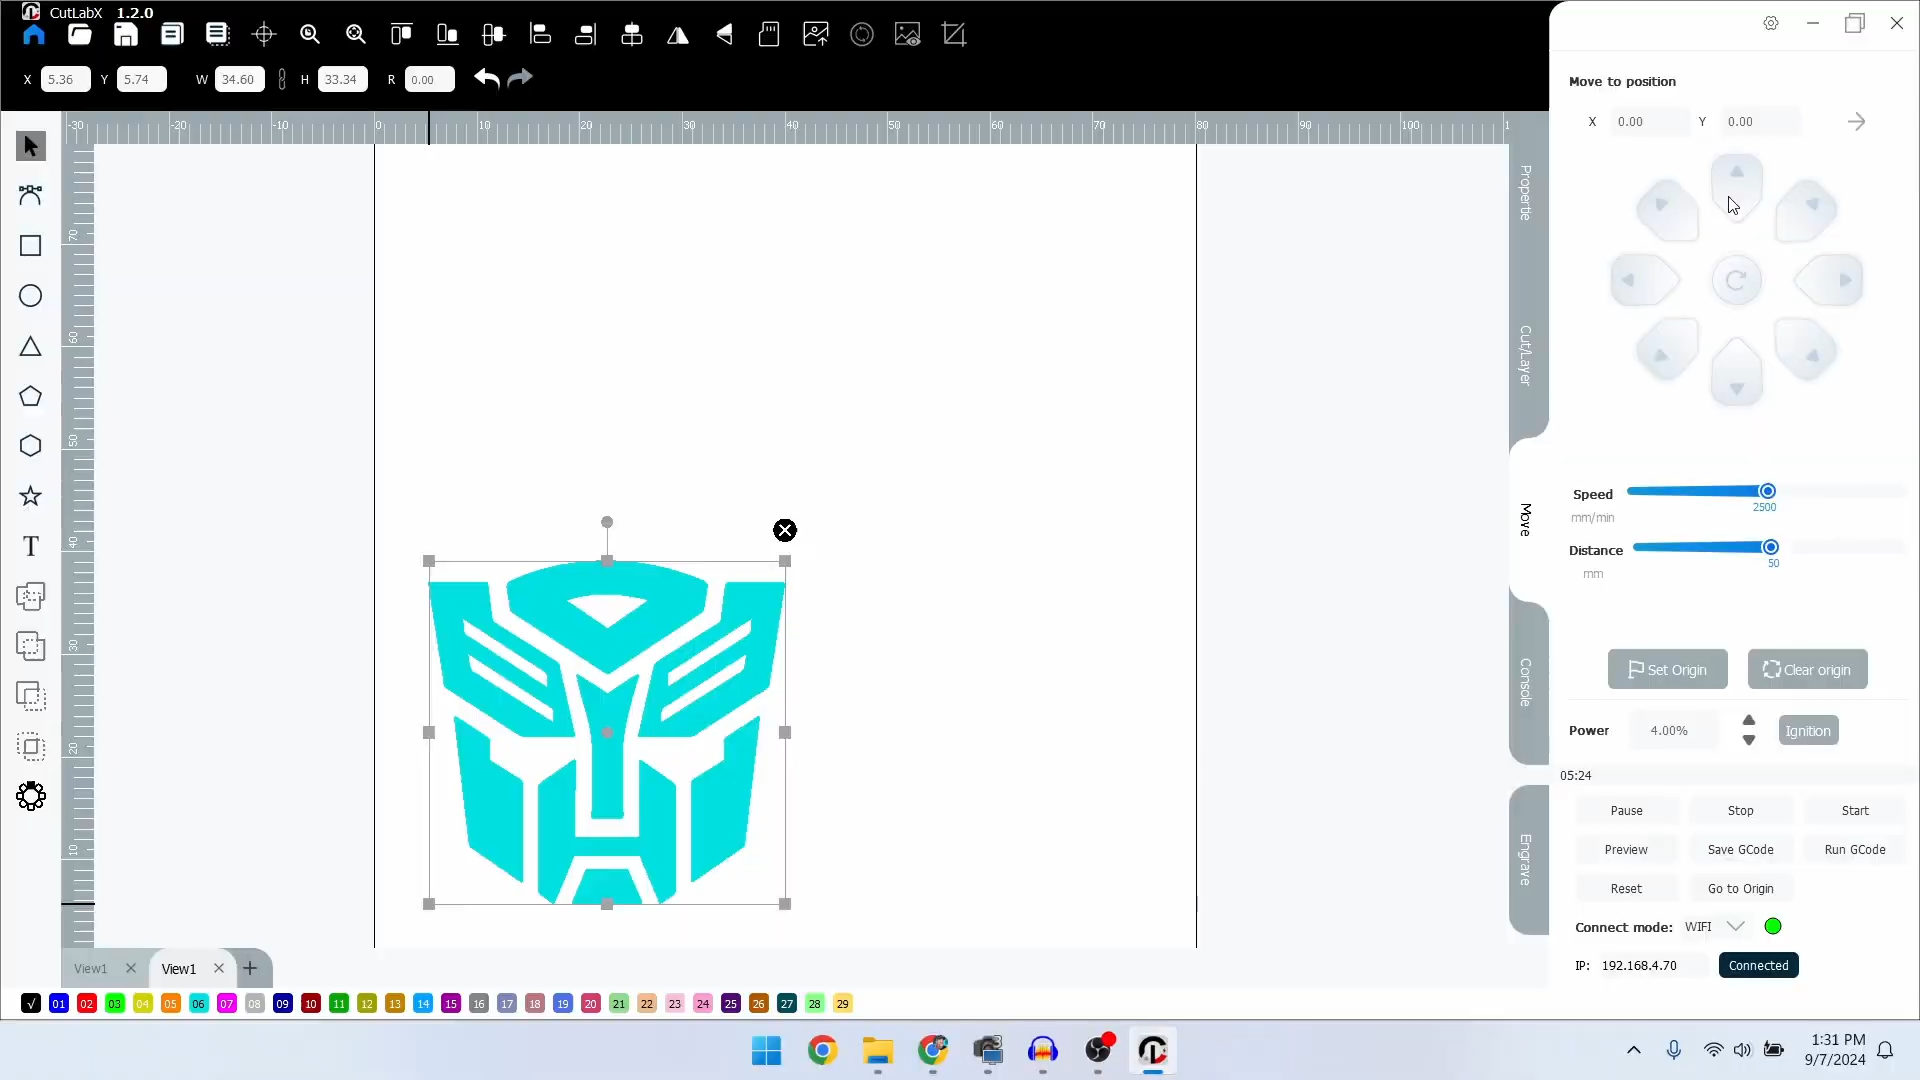 CutLabX 1.2.0
X 5.36 Y 5.74 W 34.60 H 33.34 R 0.00
-30 -20 -10 0 10 20 30 40 50 60 70 80 90 100 1
70
60
50
40
30
20
10
T
Propertie
Cut/Layer
Move
Console
Engrave
Move to position
X 0.00 Y 0.00
Speed
mm/min
2500
Distance
mm
50
Set Origin Clear origin
Power 4.00% Ignition
05:24
Pause Stop Start
Preview Save GCode Run GCode
Reset Go to Origin
Connect mode: WIFI
IP: 192.168.4.70 Connected
View1 View1
√ 01 02 03 04 05 06 07 08 09 10 11 12 13 14 15 16 17 18 19 20 21 22 23 24 25 26 27 28 29
1:31 PM
9/7/2024